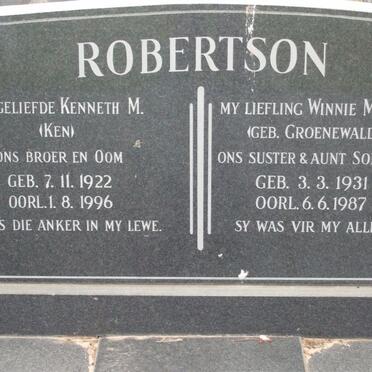 ROBERTSON
GELIEFDE KENNETH M.
(KEN)
ONS BROER EN OOM
GEB. 7. 11. 1922
OORL. 1. 8. 1996
DIE ANKER IN MY LEWE.
MY LIEFLING WINNIE
(GEB. GROENEWALD
ONS SUSTER & AUNT
GEB. 3. 3. 1931
OORL. 6. 6. 1987
SY WAS VIR MY